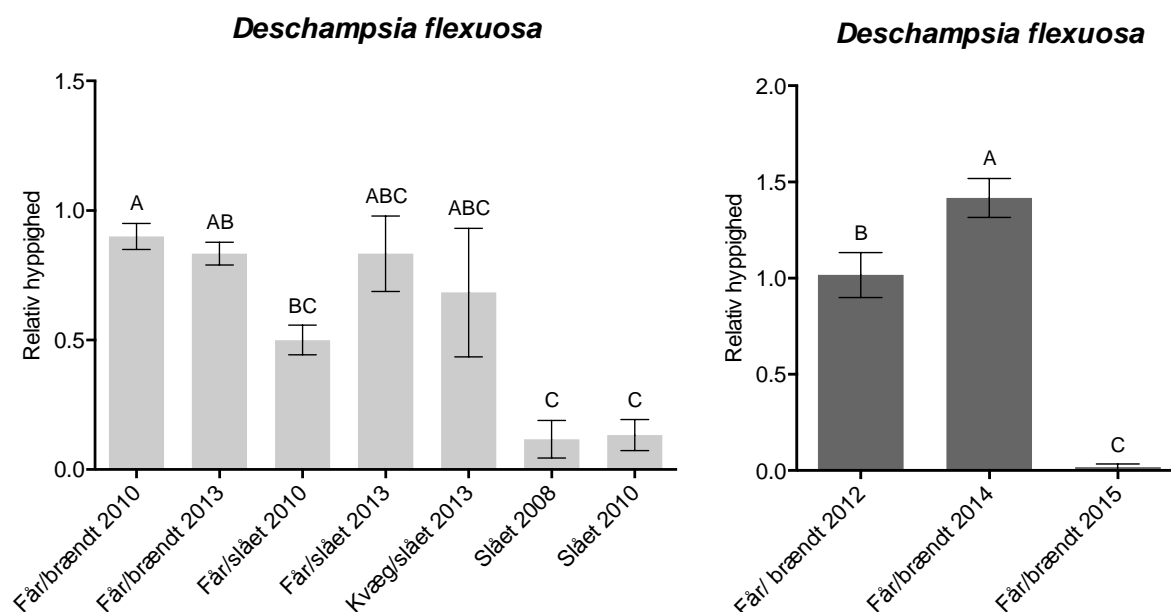 Deschampsia flexuosa
Relativ hyppighed
1.5
1.0
0.5
0.0
A
AB
BC
ABC
ABC
C
C
Får/brændt 2010
Får/brændt 2013
Får/slået 2010
Får/slået 2013
Kvæg/slået 2013
Slået 2008
Slået 2010
Deschampsia flexuosa
Relativ hyppighed
2.0
1.5
1.0
0.5
0.0
B
A
C
Får/ brændt 2012
Får/brændt 2014
Får/brændt 2015